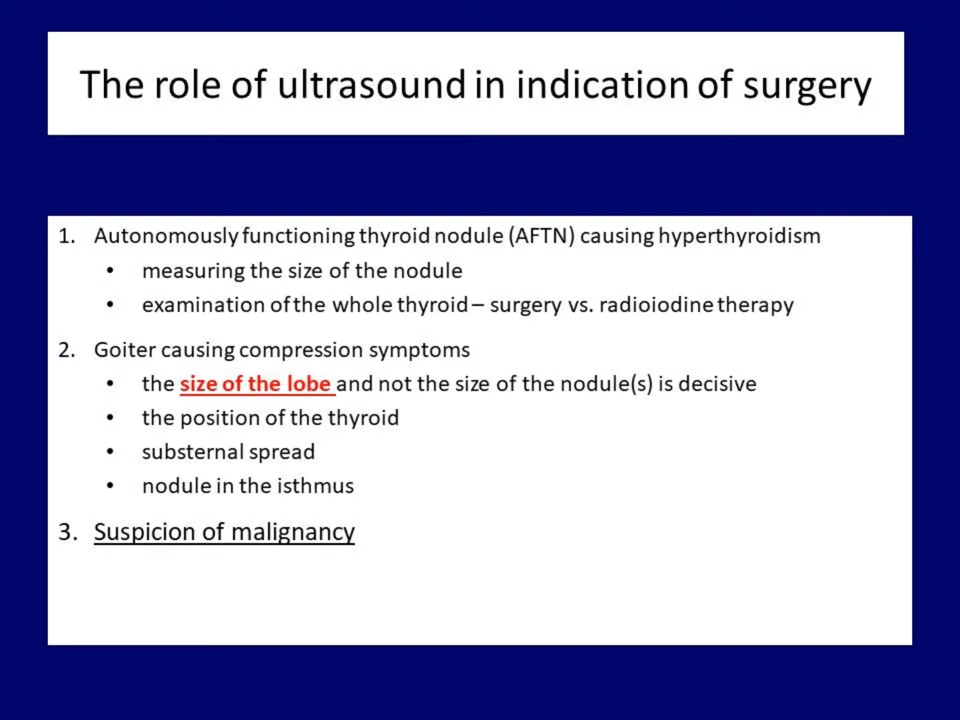 The role of ultrasound in indication of surgery
1. Autonomously functioning thyroid nodule (AFTN) causing hyperthyroidism
• measuring the size of the nodule
• examination of the whole thyroid – surgery vs. radioiodine therapy
2. Goiter causing compression symptoms
• the size of the lobe and not the size of the nodule(s) is decisive
• the position of the thyroid
• substernal spread
• nodule in the isthmus
3. Suspicion of malignancy